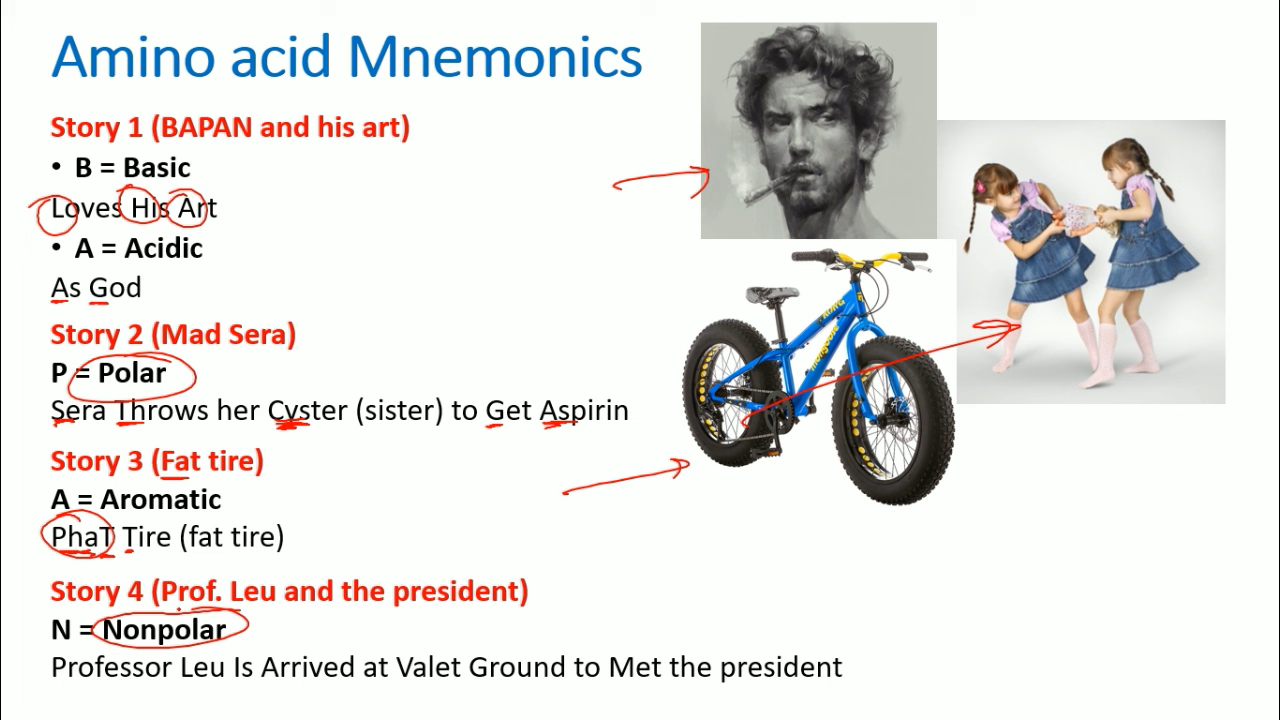 Amino acid Mnemonics
Story 1 (BAPAN and his art)
• B = Basic
Loves His Art
• A = Acidic
As God
Story 2 (Mad Sera)
P = Polar
Sera Throws her Cyster (sister) to Get Aspirin
Story 3 (Fat tire)
A = Aromatic
PhaT Tire (fat tire)
Story 4 (Prof. Leu and the president)
N = Nonpolar
Professor Leu Is Arrived at Valet Ground to Met the president